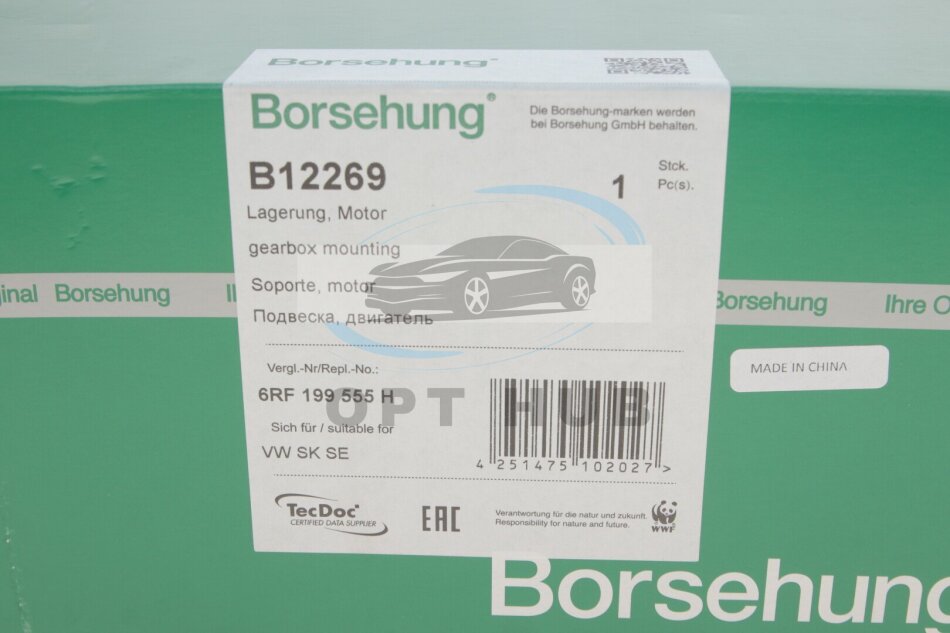 Borsehung
Borsehung®
Die Borsehung-marken werden
bei Borsehung GmbH behalten.
B12269
1
Stck.
Pc(s).
Lagerung, Motor
gearbox mounting
Soporte, motor
Подвеска, двигатель
ginal Borsehung
Borsehung Ihre O
MADE IN CHINA
Vergl.-Nr/Repl.-No.:
6RF 199 555 H
OPT HUB
Sich für / suitable for
VW SK SE
4 251475 102027 >
TecDoc
CERTIFIED DATA SUPPLIER
EAC
Verantwortung für die natur und zukunft.
Responsibility for nature and future.
WWF
Borsehung